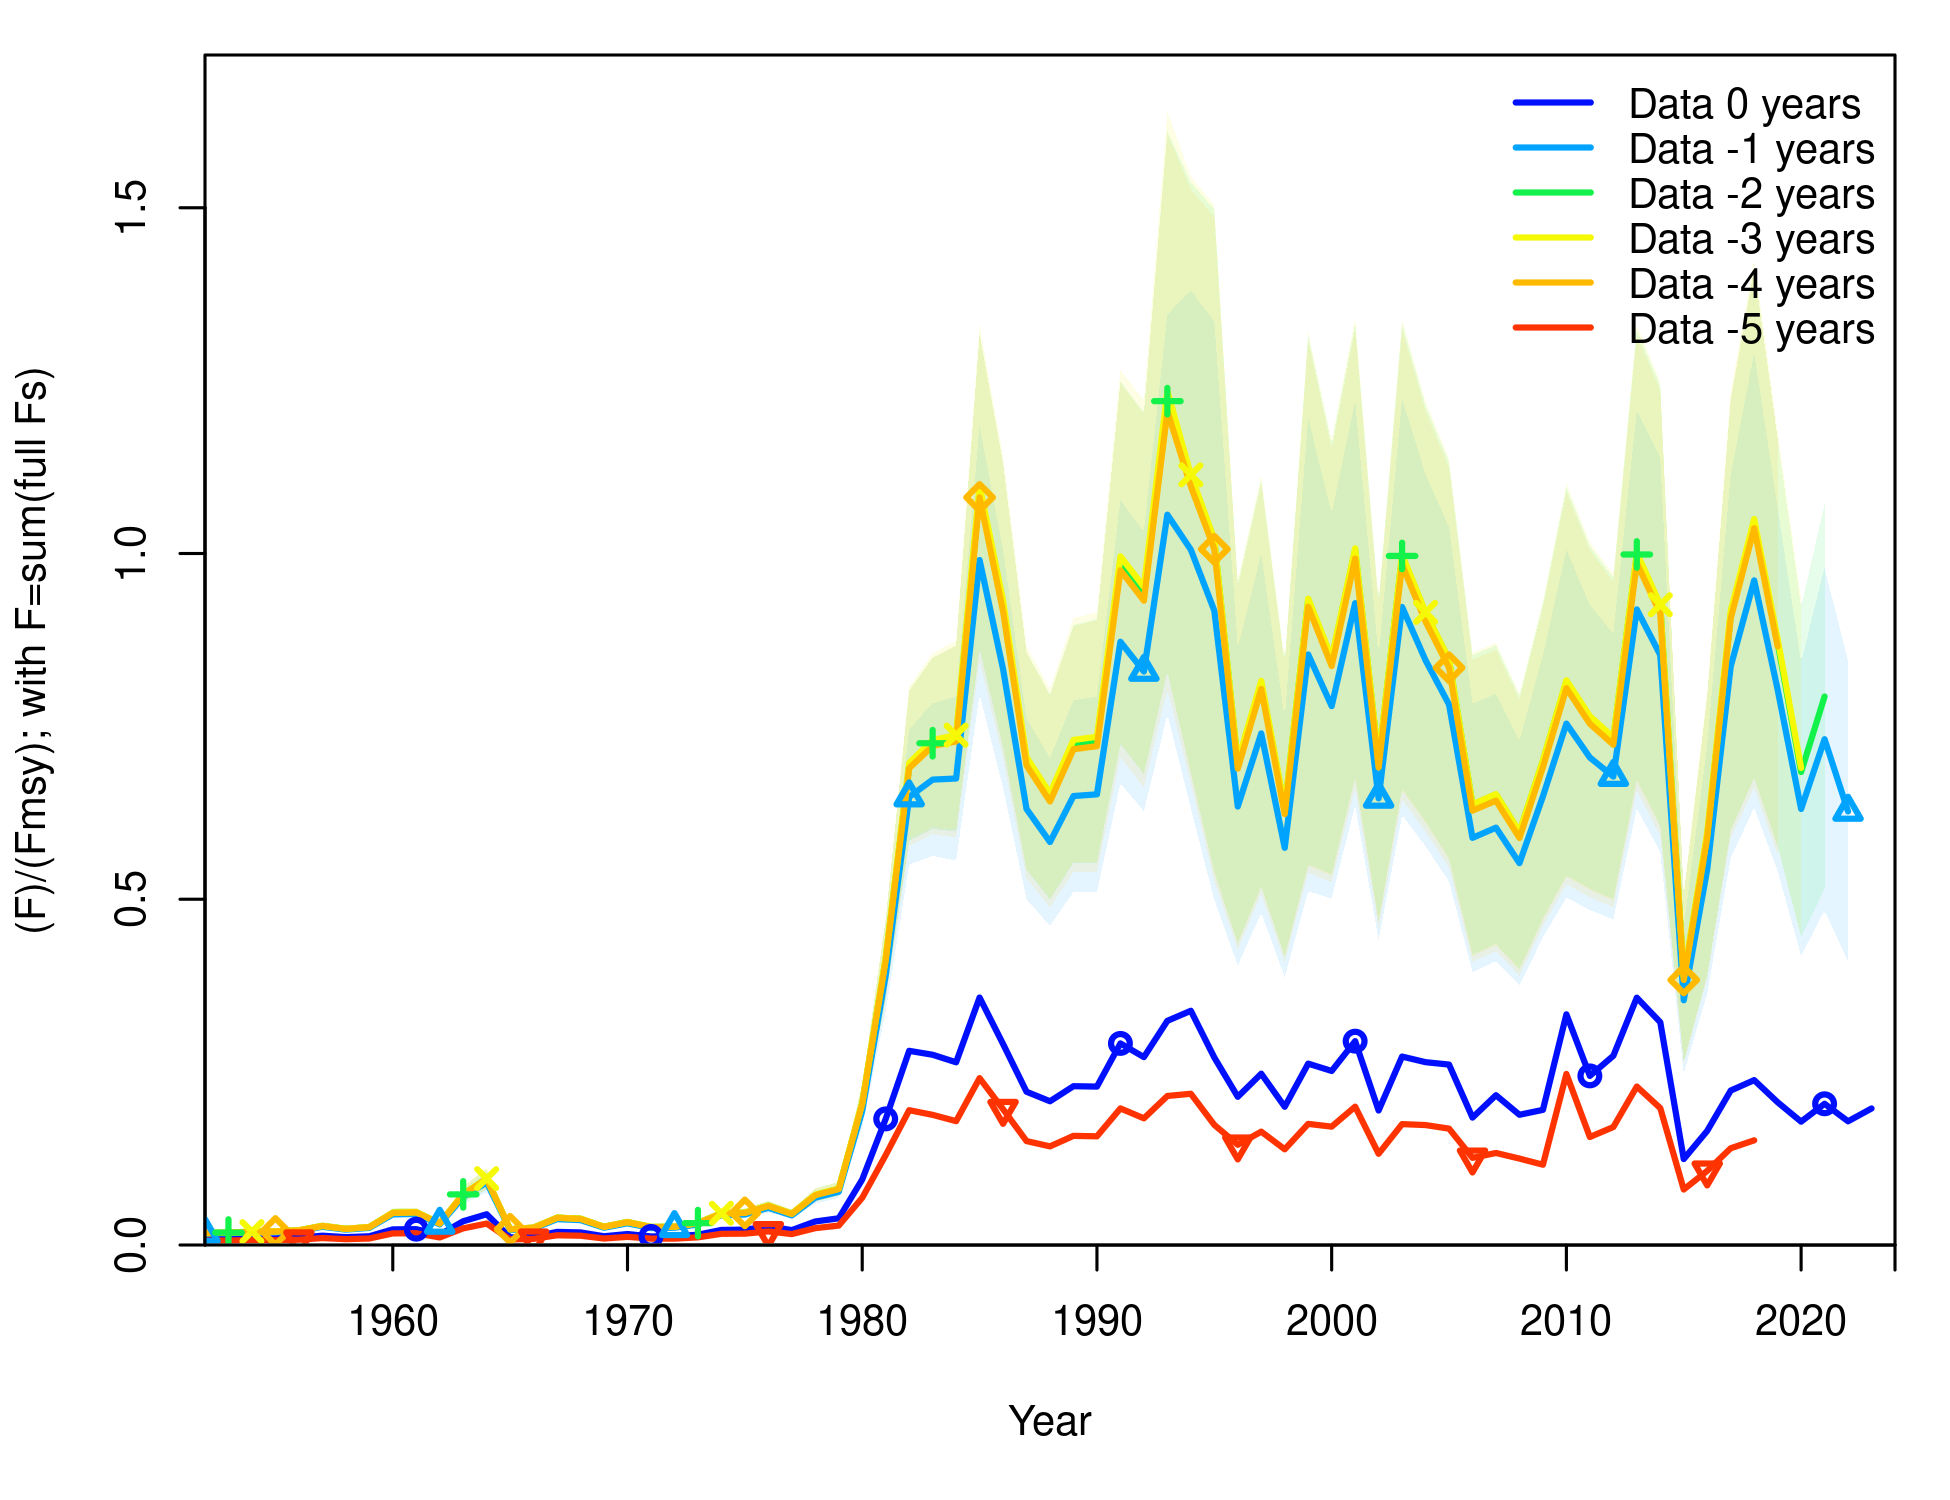 Data 0 years
Data -1 years
Data -2 years
Data -3 years
Data -4 years
Data -5 years
(F)/(Fmsy); with F=sum(full Fs)
1.5
1.0
0.5
0.0
1960 1970 1980 1990 2000 2010 2020
Year